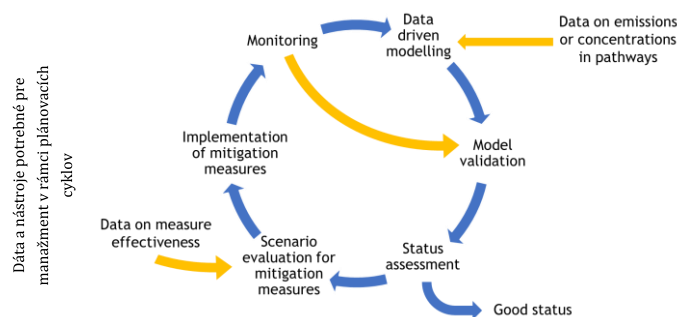 Dáta a nástroje potrebné pre
manažment v rámci plánovacích
cyklov
Monitoring
Data
driven
modelling
Data on emissions
or concentrations
in pathways
Model
validation
Status
assessment
Good status
Scenario
evaluation for
mitigation
measures
Data on measure
effectiveness
Implementation
of mitigation
measures